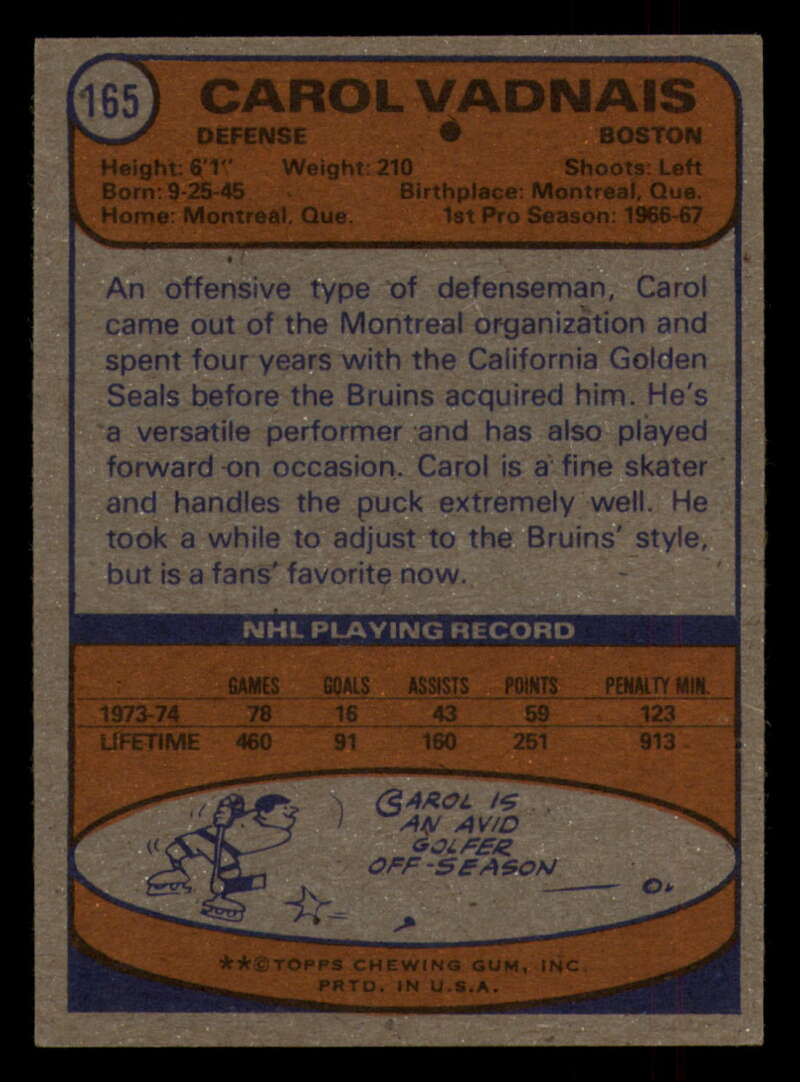 165
CAROL VADNAIS
DEFENSE BOSTON
Height: 6'1" Weight: 210 Shoots: Left
Born: 9-25-45 Birthplace: Montreal, Que.
Home: Montreal, Que. 1st Pro Season: 1966-67
An offensive type of defenseman, Carol
came out of the Montreal organization and
spent four years with the California Golden
Seals before the Bruins acquired him. He's
a versatile performer and has also played
forward on occasion. Carol is a fine skater
and handles the puck extremely well. He
took a while to adjust to the Bruins' style,
but is a fans' favorite now.
NHL PLAYING RECORD
GAMES GOALS ASSISTS POINTS PENALTY MIN.
1973-74 78 16 43 59 123
LIFETIME 460 91 160 251 913
CAROL IS
AN AVID
GOLFER
OFF-SEASON
**©TOPPS CHEWING GUM, INC.
PRTD. IN U.S.A.